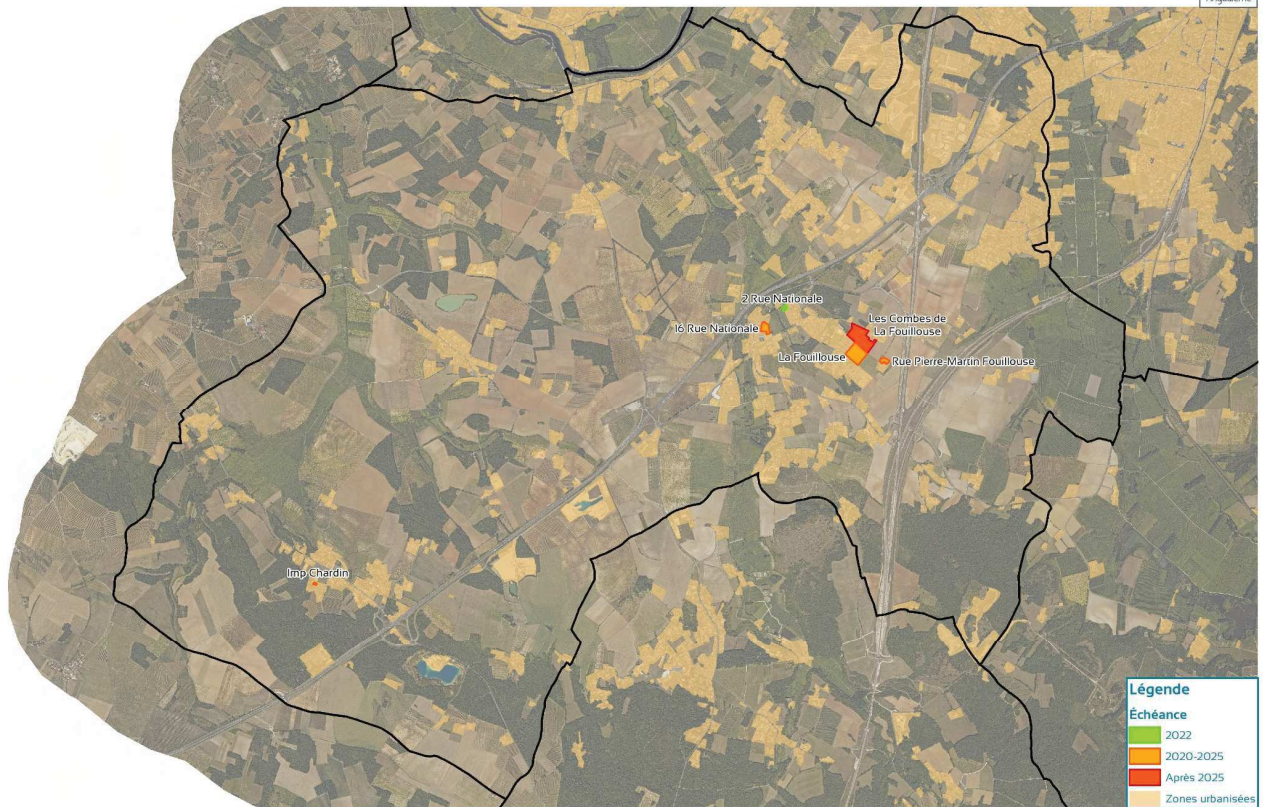 2 Rue Nationale
16 Rue Nationale
Les Combes de
La Fouillouse
La Fouillouse
Rue Pierre-Martin Fouillouse
Imp Chardin
Légende
Échéance
2022
2020-2025
Après 2025
Zones urbanisées